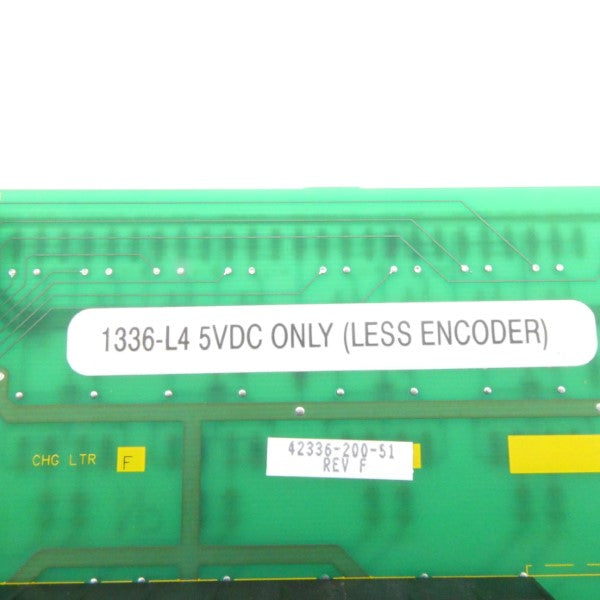 1336-L4 5VDC ONLY (LESS ENCODER)
CHG LTR F
42336-200-51
REV F